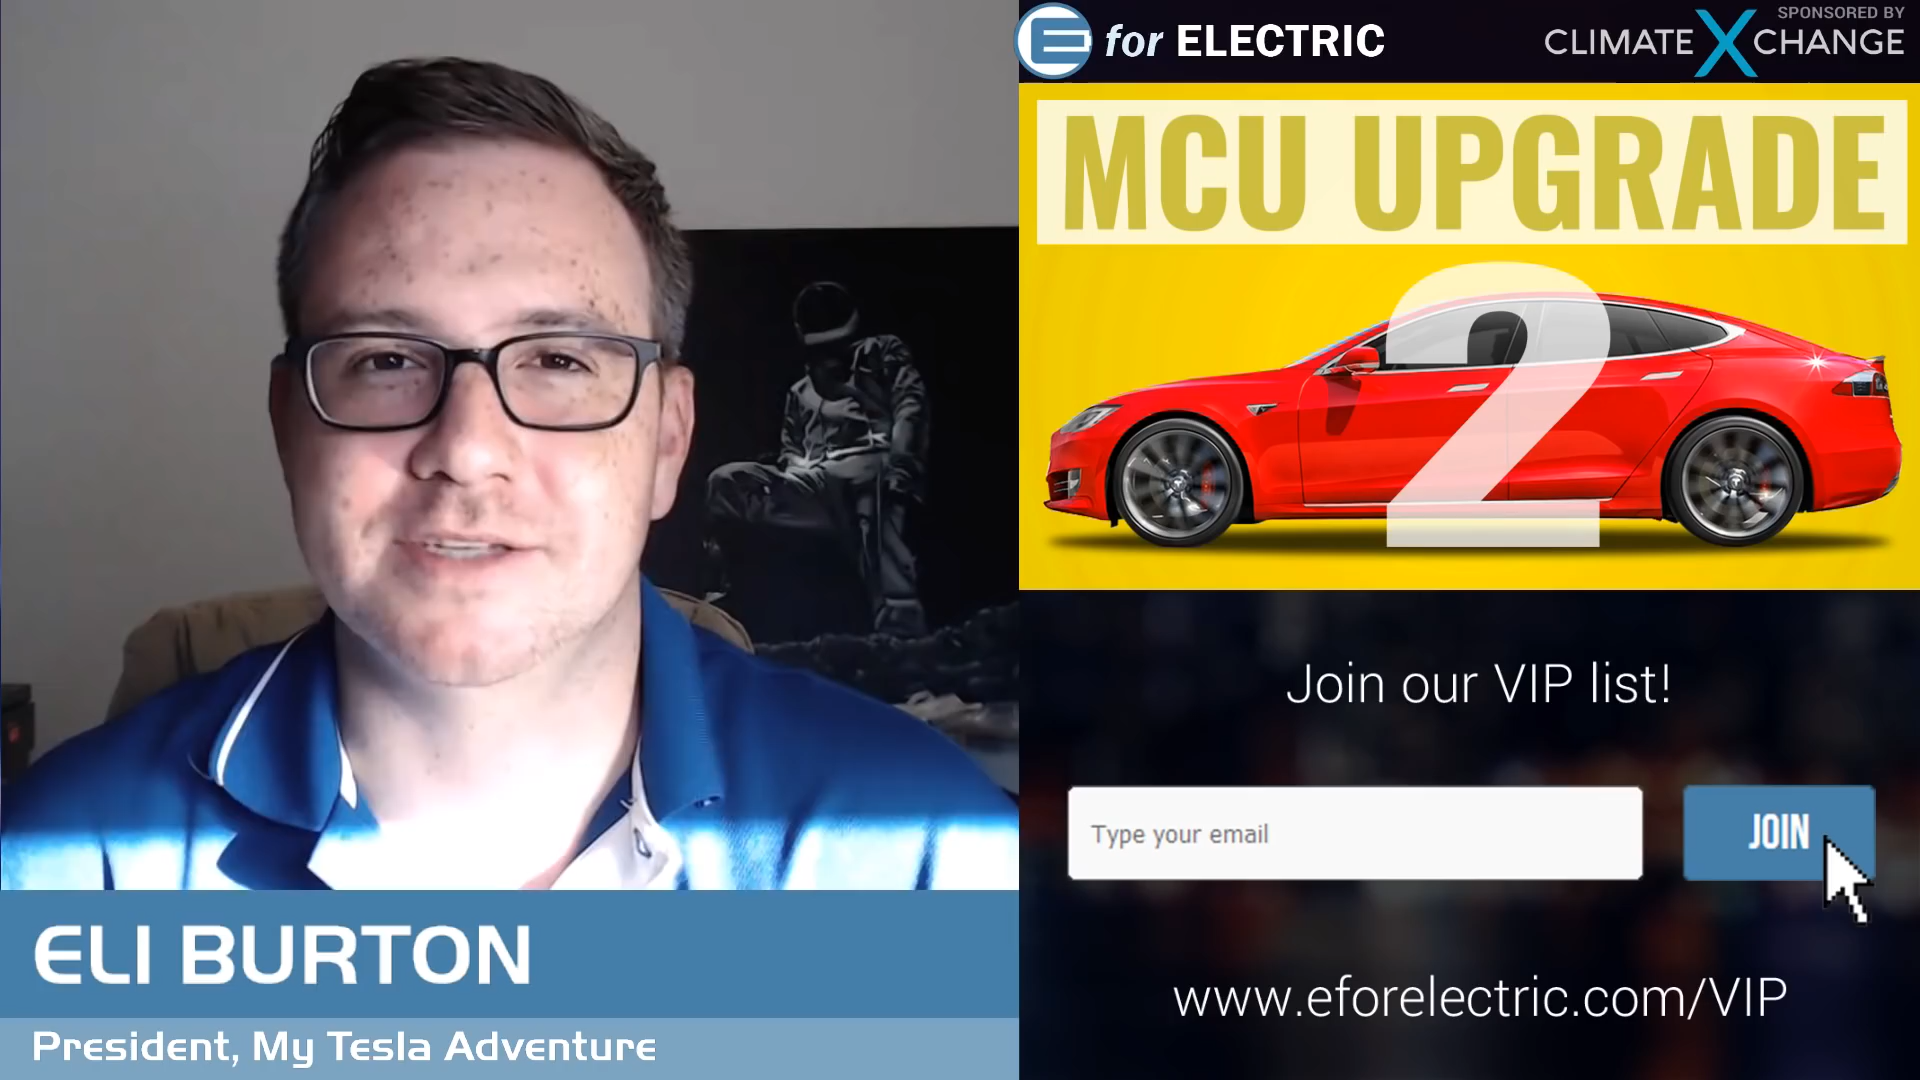 ELI BURTON
President, My Tesla Adventure
E for ELECTRIC
SPONSORED BY
CLIMATE XCHANGE
MCU UPGRADE
2
Join our VIP list!
Type your email
JOIN
www.eforelectric.com/VIP